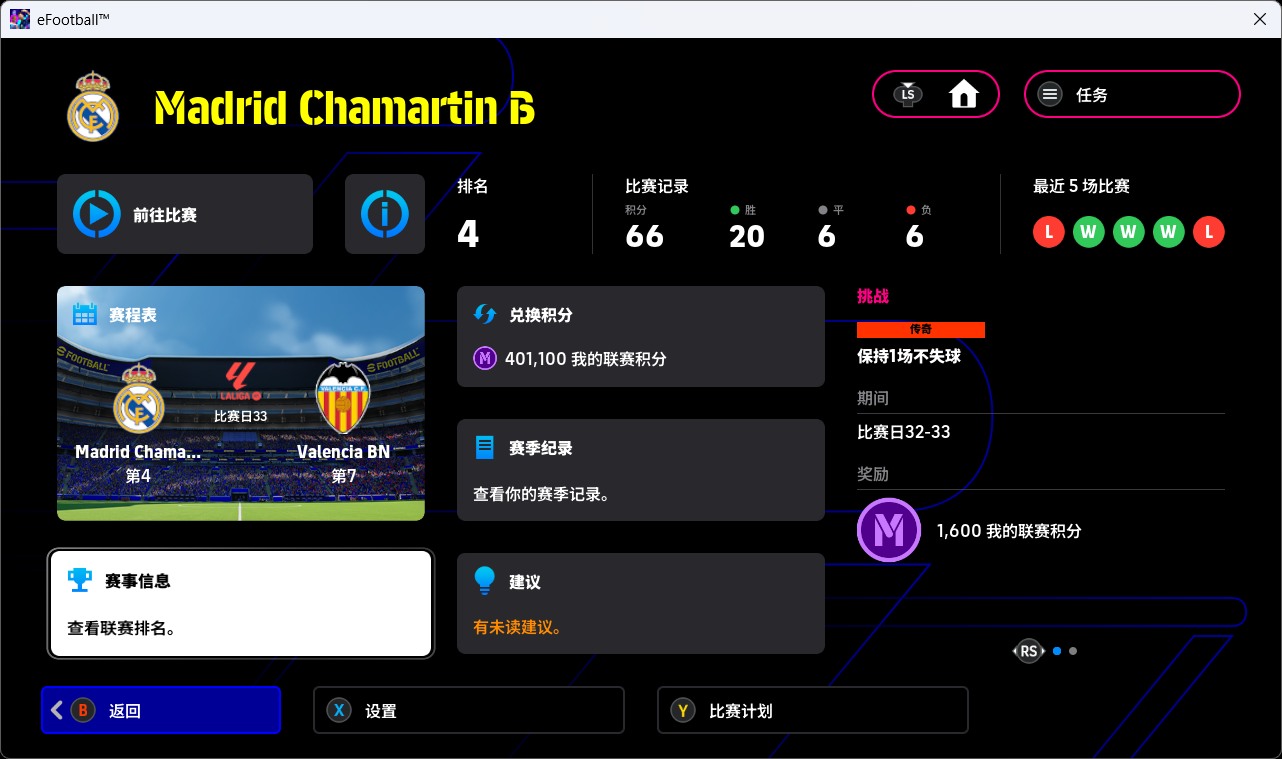 eFootball™
Madrid Chamartin B
LS
任务
前往比赛
排名
4
比赛记录
积分
66
胜
20
平
6
负
6
最近 5 场比赛
L W W W L
赛程表
eFOOTBALL™
eFOOTBALL™
LALIGA
比赛日33
VALENCIA C.F.
Madrid Chama...
第4
Valencia BN
第7
兑换积分
401,100 我的联赛积分
赛季纪录
查看你的赛季记录。
挑战
传奇
保持1场不失球
期间
比赛日32-33
奖励
1,600 我的联赛积分
赛事信息
查看联赛排名。
建议
有未读建议。
RS
B 返回
X 设置
Y 比赛计划